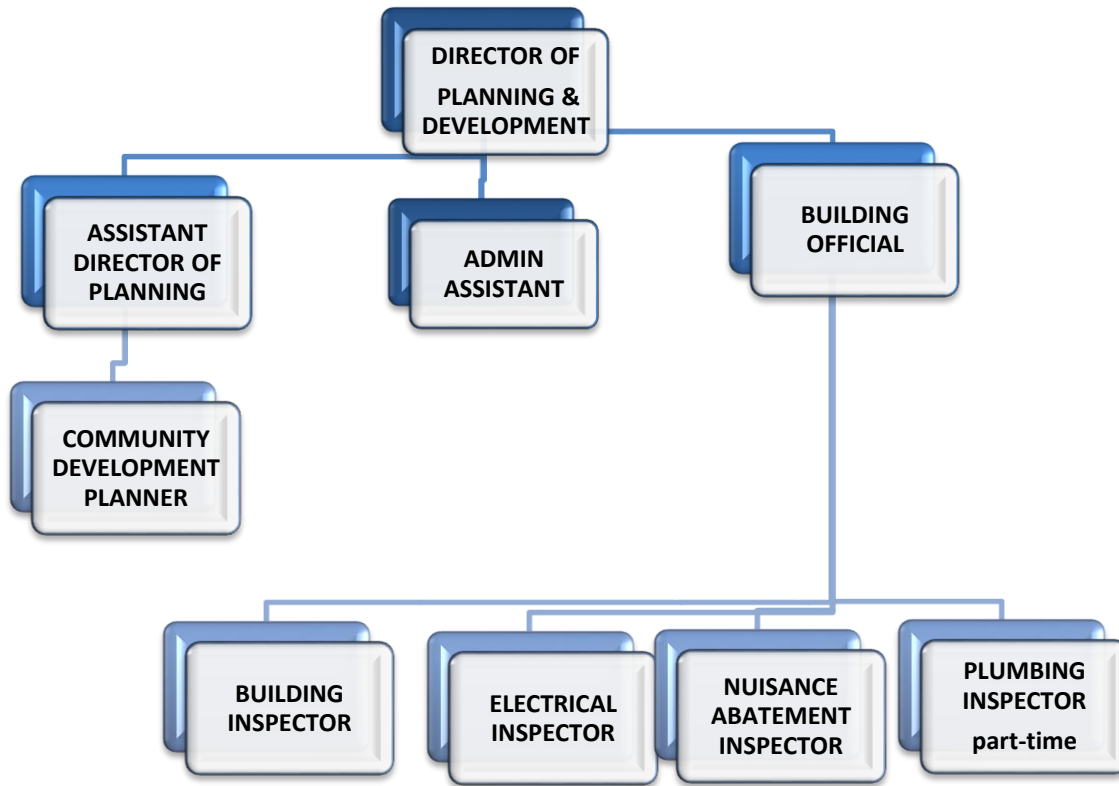 DIRECTOR OF
PLANNING &
DEVELOPMENT
ASSISTANT
DIRECTOR OF
PLANNING
ADMIN
ASSISTANT
BUILDING
OFFICIAL
COMMUNITY
DEVELOPMENT
PLANNER
BUILDING
INSPECTOR
ELECTRICAL
INSPECTOR
NUISANCE
ABATEMENT
INSPECTOR
PLUMBING
INSPECTOR
part-time